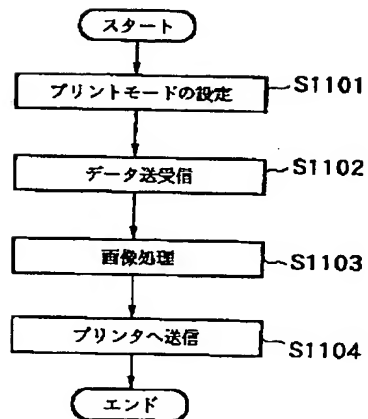 スタート
プリントモードの設定
S1101
データ送受信
S1102
画像処理
S1103
プリンタへ送信
S1104
エンド